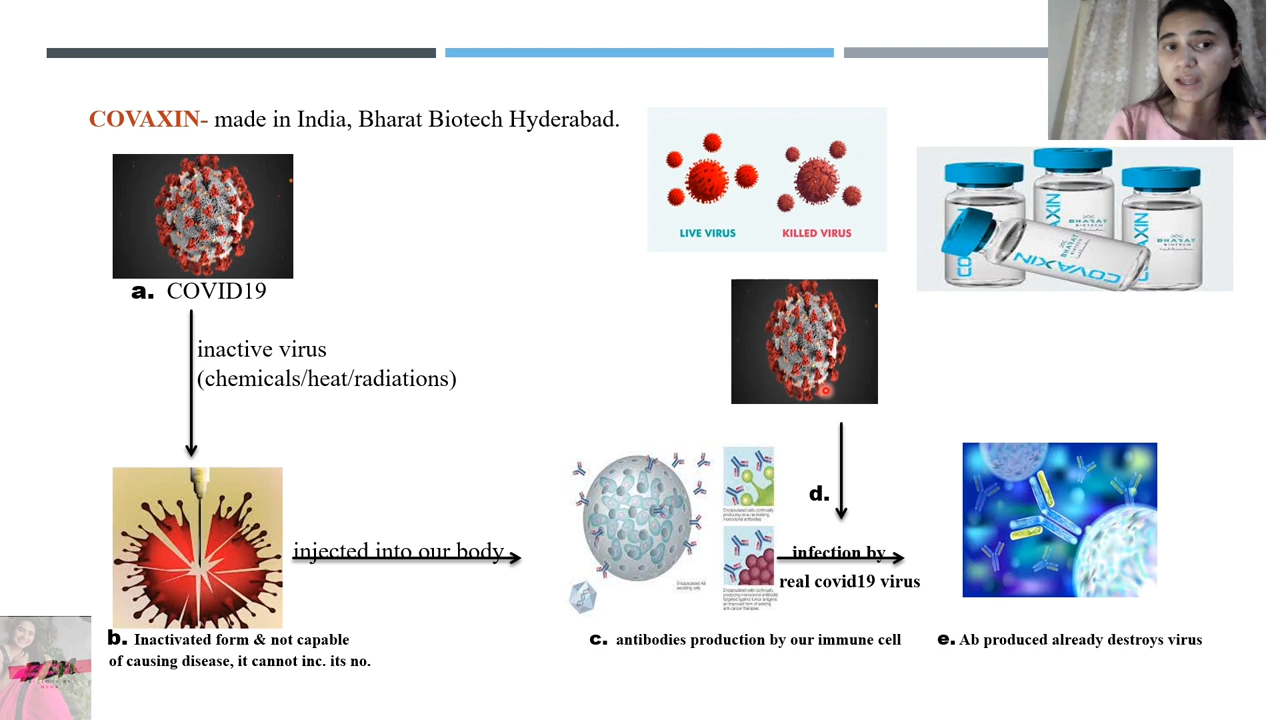 COVAXIN- made in India, Bharat Biotech Hyderabad.
LIVE VIRUS
KILLED VIRUS
COVAXIN
BHARAT
BIOTECH
COVAXIN
BHARAT
BIOTECH
a. COVID19
inactive virus
(chemicals/heat/radiations)
injected into our body
d.
infection by
real covid19 virus
b. Inactivated form & not capable
of causing disease, it cannot inc. its no.
c. antibodies production by our immune cell
e. Ab produced already destroys virus